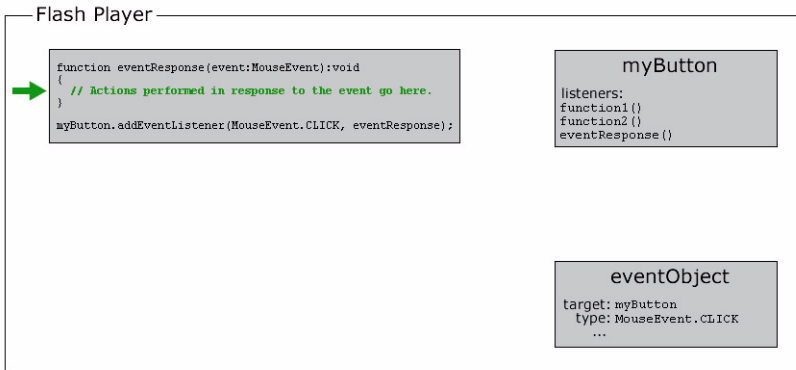 Flash Player
function eventResponse(event:MouseEvent):void
{
// Actions performed in response to the event go here.
}
myButton.addEventListener(MouseEvent.CLICK, eventResponse);
myButton
listeners:
function1()
function2()
eventResponse()
eventObject
target: myButton
type: MouseEvent.CLICK
...